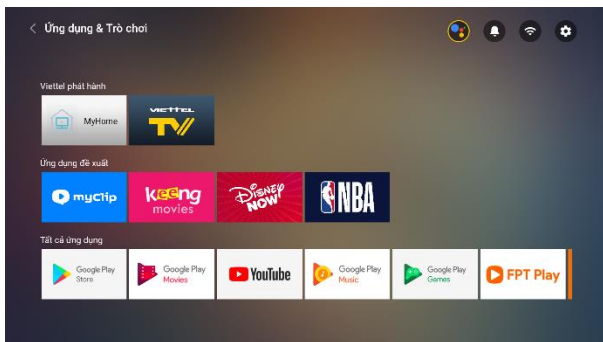 Ứng dụng & Trò chơi
Viettel phát hành
MyHome
VIETTEL
TV
Ứng dụng đề xuất
myclip
keeng
movies
Disney
NOW
NBA
Tất cả ứng dụng
Google Play
Store
Google Play
Movies
YouTube
Google Play
Music
Google Play
Games
FPT Play